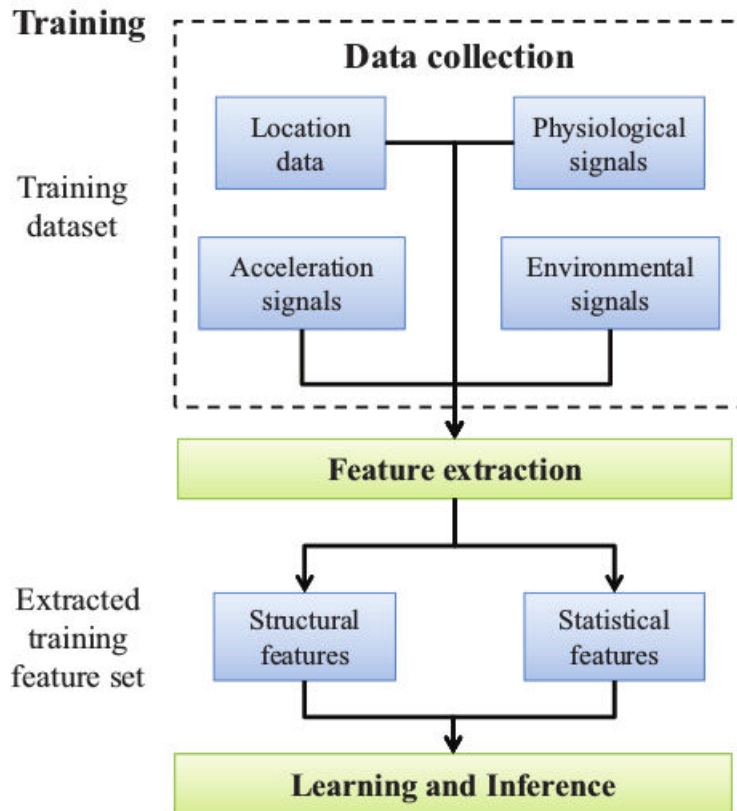 Training
Data collection
Location
data
Physiological
signals
Training
dataset
Acceleration
signals
Environmental
signals
Feature extraction
Extracted
training
feature set
Structural
features
Statistical
features
Learning and Inference